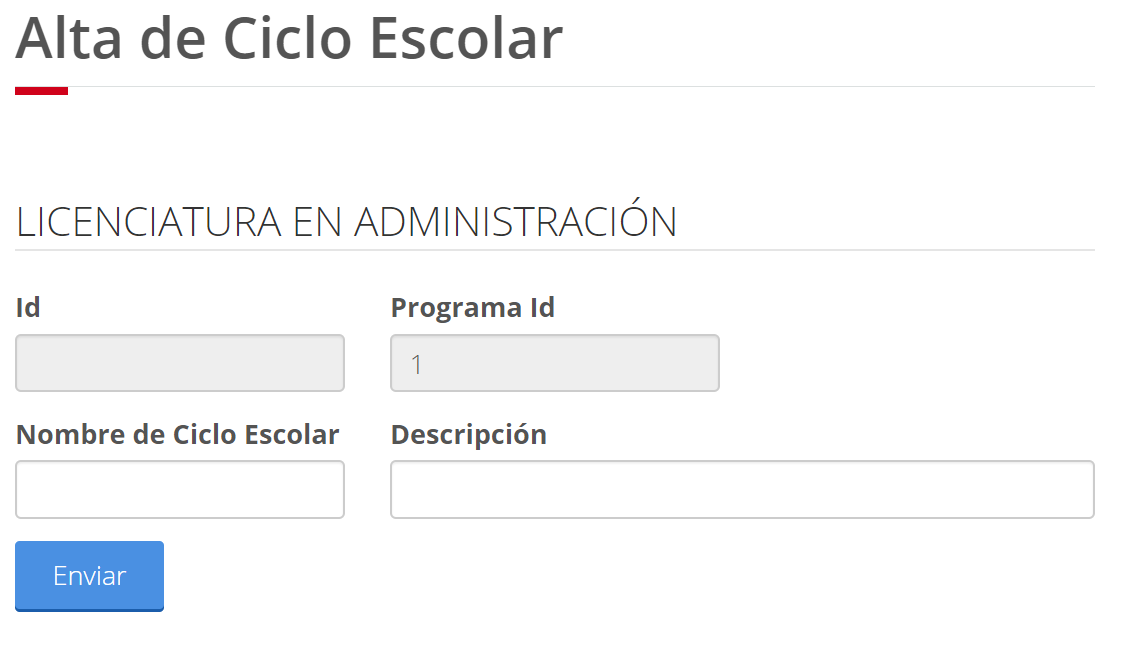 Alta de Ciclo Escolar
LICENCIATURA EN ADMINISTRACIÓN
Id Programa Id
1
Nombre de Ciclo Escolar Descripción
Enviar